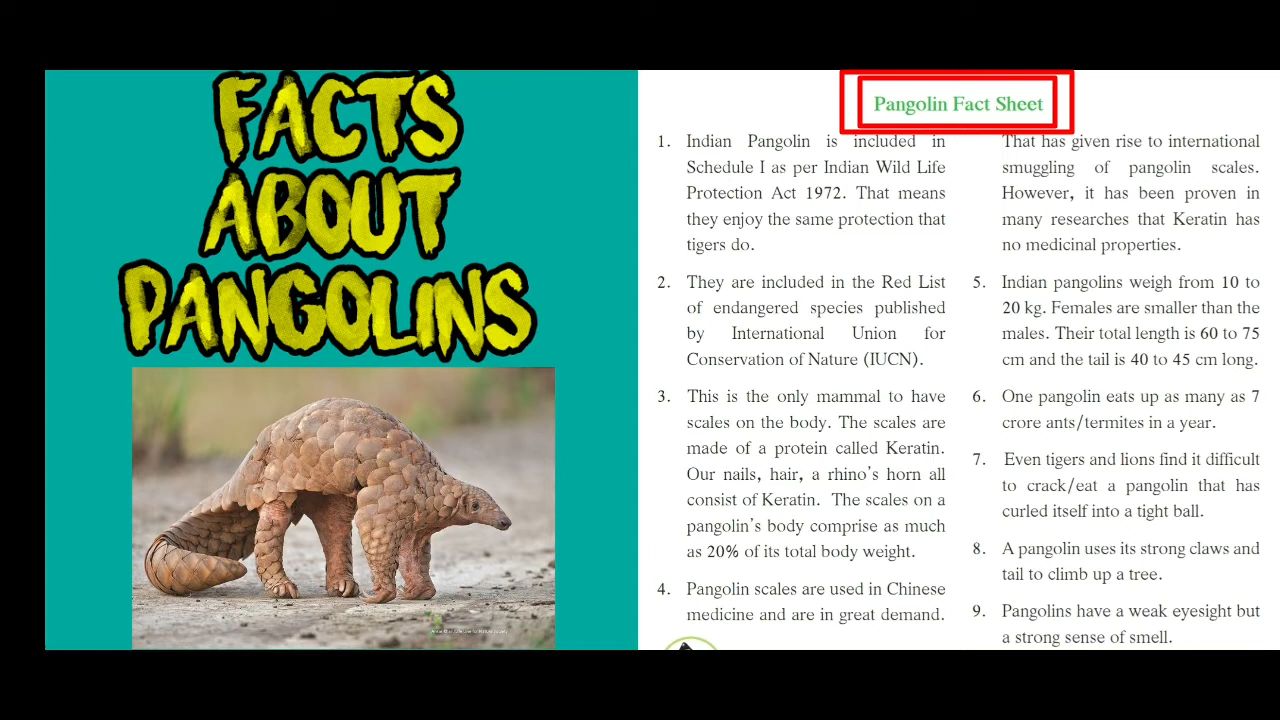 FACTS
ABOUT
PANGOLINS
Pangolin Fact Sheet
1. Indian Pangolin is included in
Schedule I as per Indian Wild Life
Protection Act 1972. That means
they enjoy the same protection that
tigers do.
2. They are included in the Red List
of endangered species published
by International Union for
Conservation of Nature (IUCN).
3. This is the only mammal to have
scales on the body. The scales are
made of a protein called Keratin.
Our nails, hair, a rhino's horn all
consist of Keratin. The scales on a
pangolin's body comprise as much
as 20% of its total body weight.
4. Pangolin scales are used in Chinese
medicine and are in great demand.
That has given rise to international
smuggling of pangolin scales.
However, it has been proven in
many researches that Keratin has
no medicinal properties.
5. Indian pangolins weigh from 10 to
20 kg. Females are smaller than the
males. Their total length is 60 to 75
cm and the tail is 40 to 45 cm long.
6. One pangolin eats up as many as 7
crore ants/termites in a year.
7. Even tigers and lions find it difficult
to crack/eat a pangolin that has
curled itself into a tight ball.
8. A pangolin uses its strong claws and
tail to climb up a tree.
9. Pangolins have a weak eyesight but
a strong sense of smell.